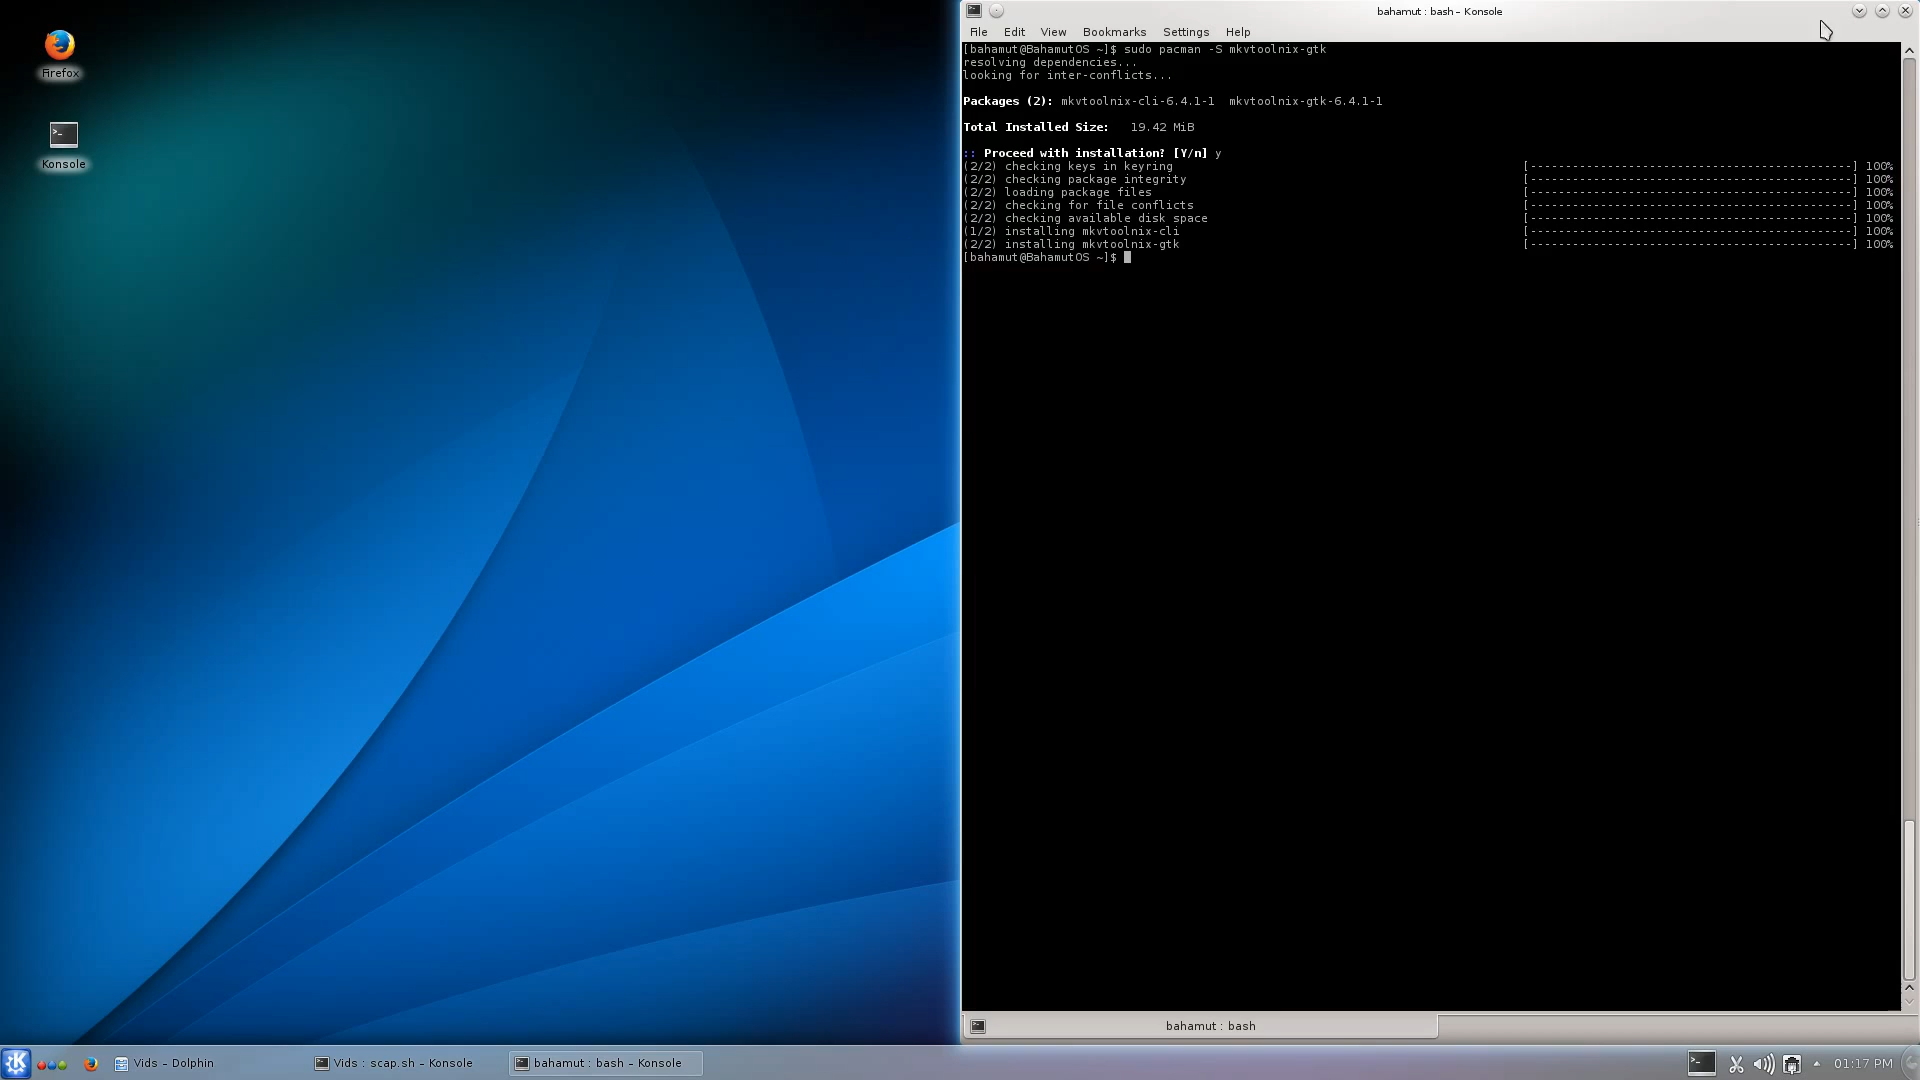 Firefox
Konsole
bahamut : bash – Konsole
File Edit View Bookmarks Settings Help
[bahamut@BahamutOS ~]$ sudo pacman -S mkvtoolnix-gtk
resolving dependencies...
looking for inter-conflicts...
Packages (2): mkvtoolnix-cli-6.4.1-1  mkvtoolnix-gtk-6.4.1-1
Total Installed Size:   19.42 MiB
:: Proceed with installation? [Y/n] y
(2/2) checking keys in keyring [----------------------------------------------] 100%
(2/2) checking package integrity [----------------------------------------------] 100%
(2/2) loading package files [----------------------------------------------] 100%
(2/2) checking for file conflicts [----------------------------------------------] 100%
(2/2) checking available disk space [----------------------------------------------] 100%
(1/2) installing mkvtoolnix-cli [----------------------------------------------] 100%
(2/2) installing mkvtoolnix-gtk [----------------------------------------------] 100%
[bahamut@BahamutOS ~]$
bahamut : bash
Vids – Dolphin
Vids : scap.sh – Konsole
bahamut : bash – Konsole
01:17 PM